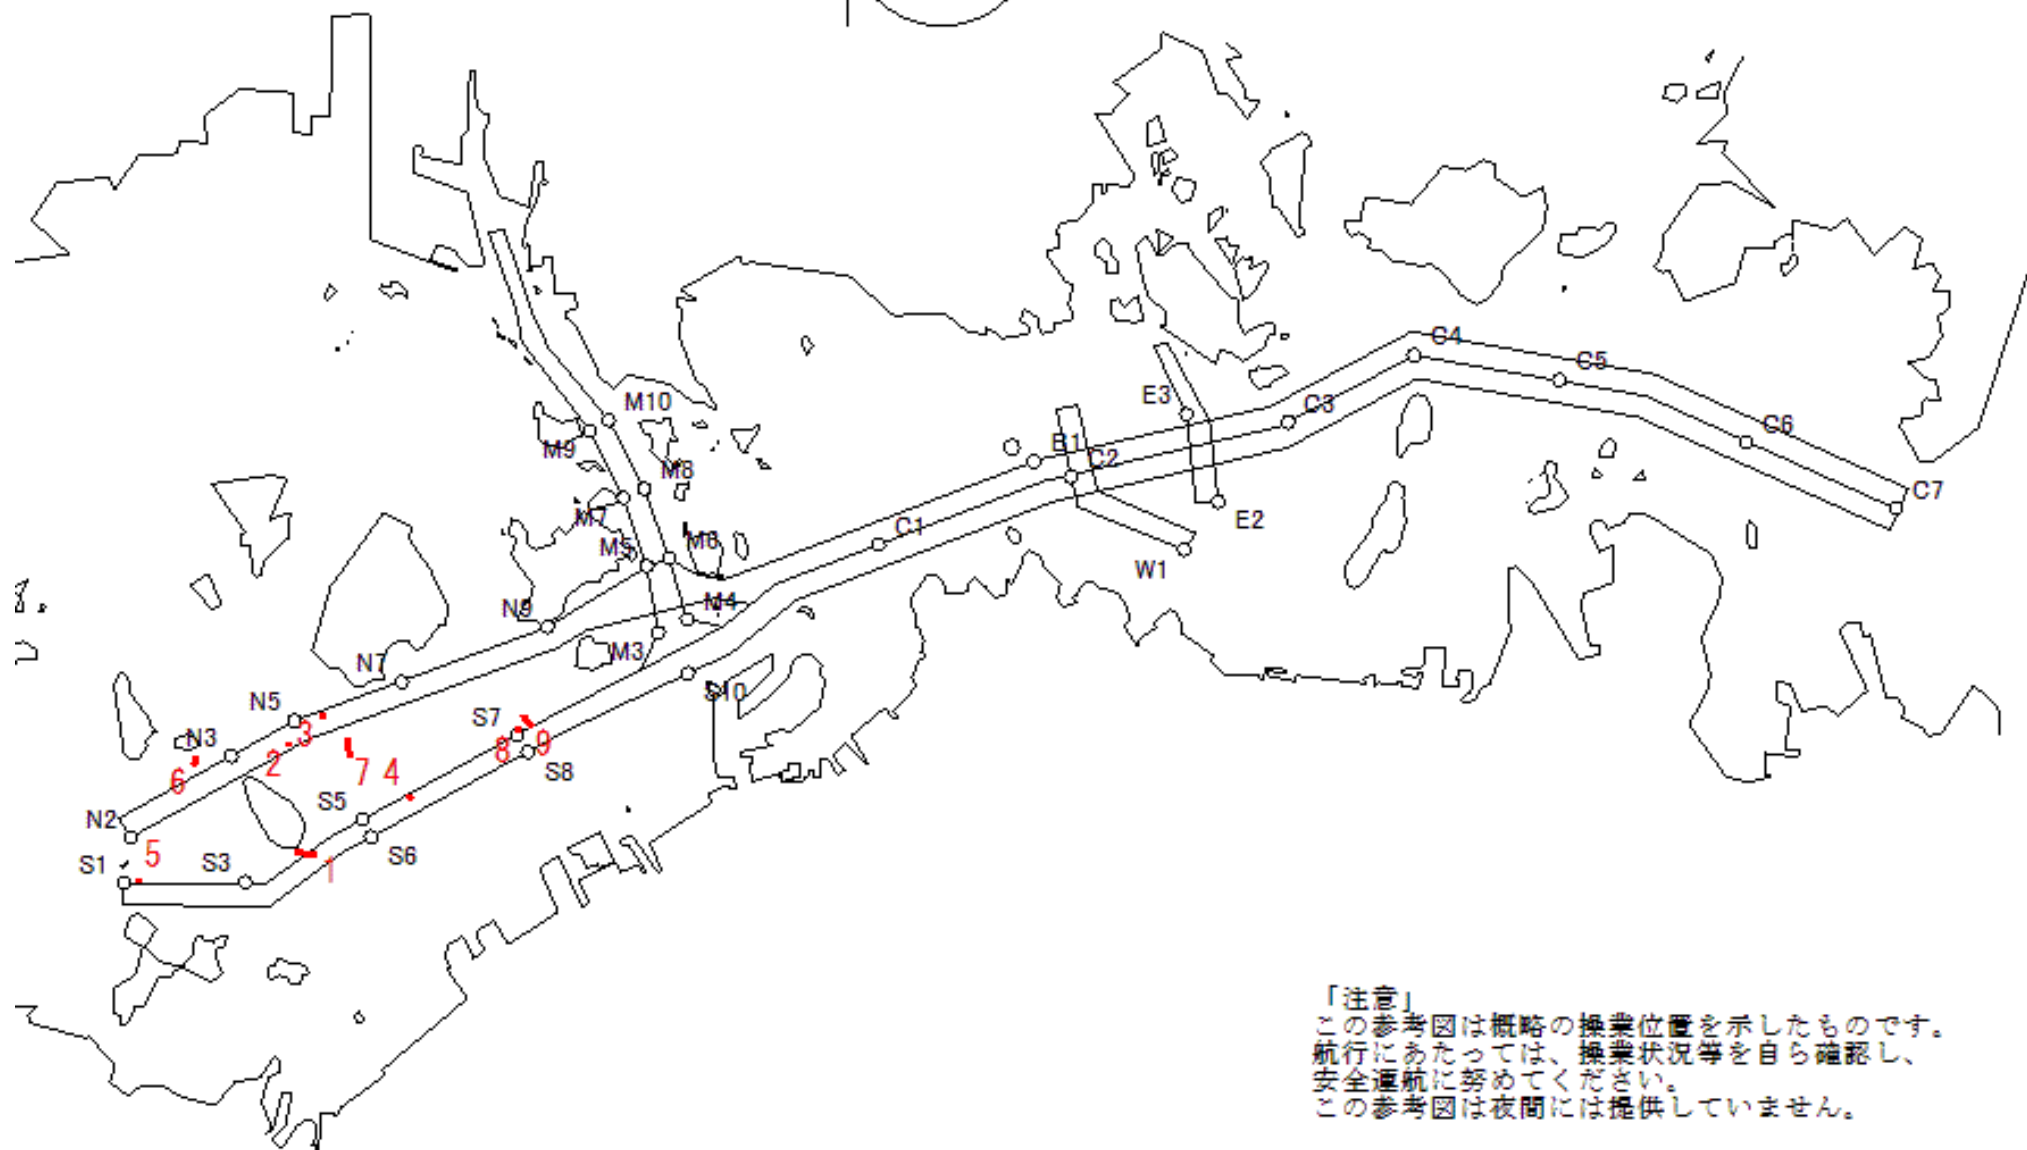 C4
C5
M10
E3
C3
C6
M9
B1
C2
M8
C7
M7
C1
E2
M5
M6
W1
N9
M4
M3
N7
S10
N5
S7
3
N3
8
9
2
7
4
S8
6
S5
N2
5
S6
S1
S3
1
「注意」
この参考図は概略の操業位置を示したものです。
航行にあたっては、操業状況等を自ら確認し、
安全運航に努めてください。
この参考図は夜間には提供していません。